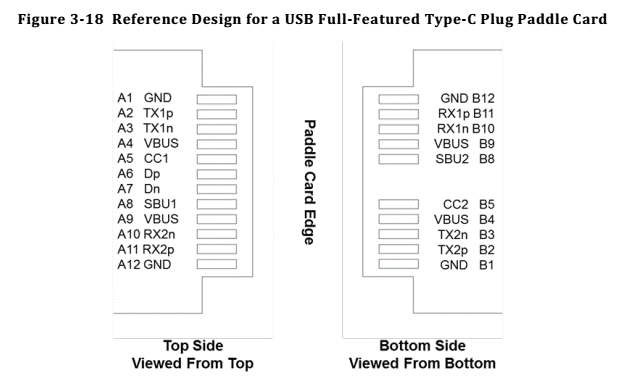 Figure 3-18 Reference Design for a USB Full-Featured Type-C Plug Paddle Card
A1 GND
A2 TX1p
A3 TX1n
A4 VBUS
A5 CC1
A6 Dp
A7 Dn
A8 SBU1
A9 VBUS
A10 RX2n
A11 RX2p
A12 GND
Top Side
Viewed From Top
Paddle Card Edge
GND B12
RX1p B11
RX1n B10
VBUS B9
SBU2 B8
CC2 B5
VBUS B4
TX2n B3
TX2p B2
GND B1
Bottom Side
Viewed From Bottom